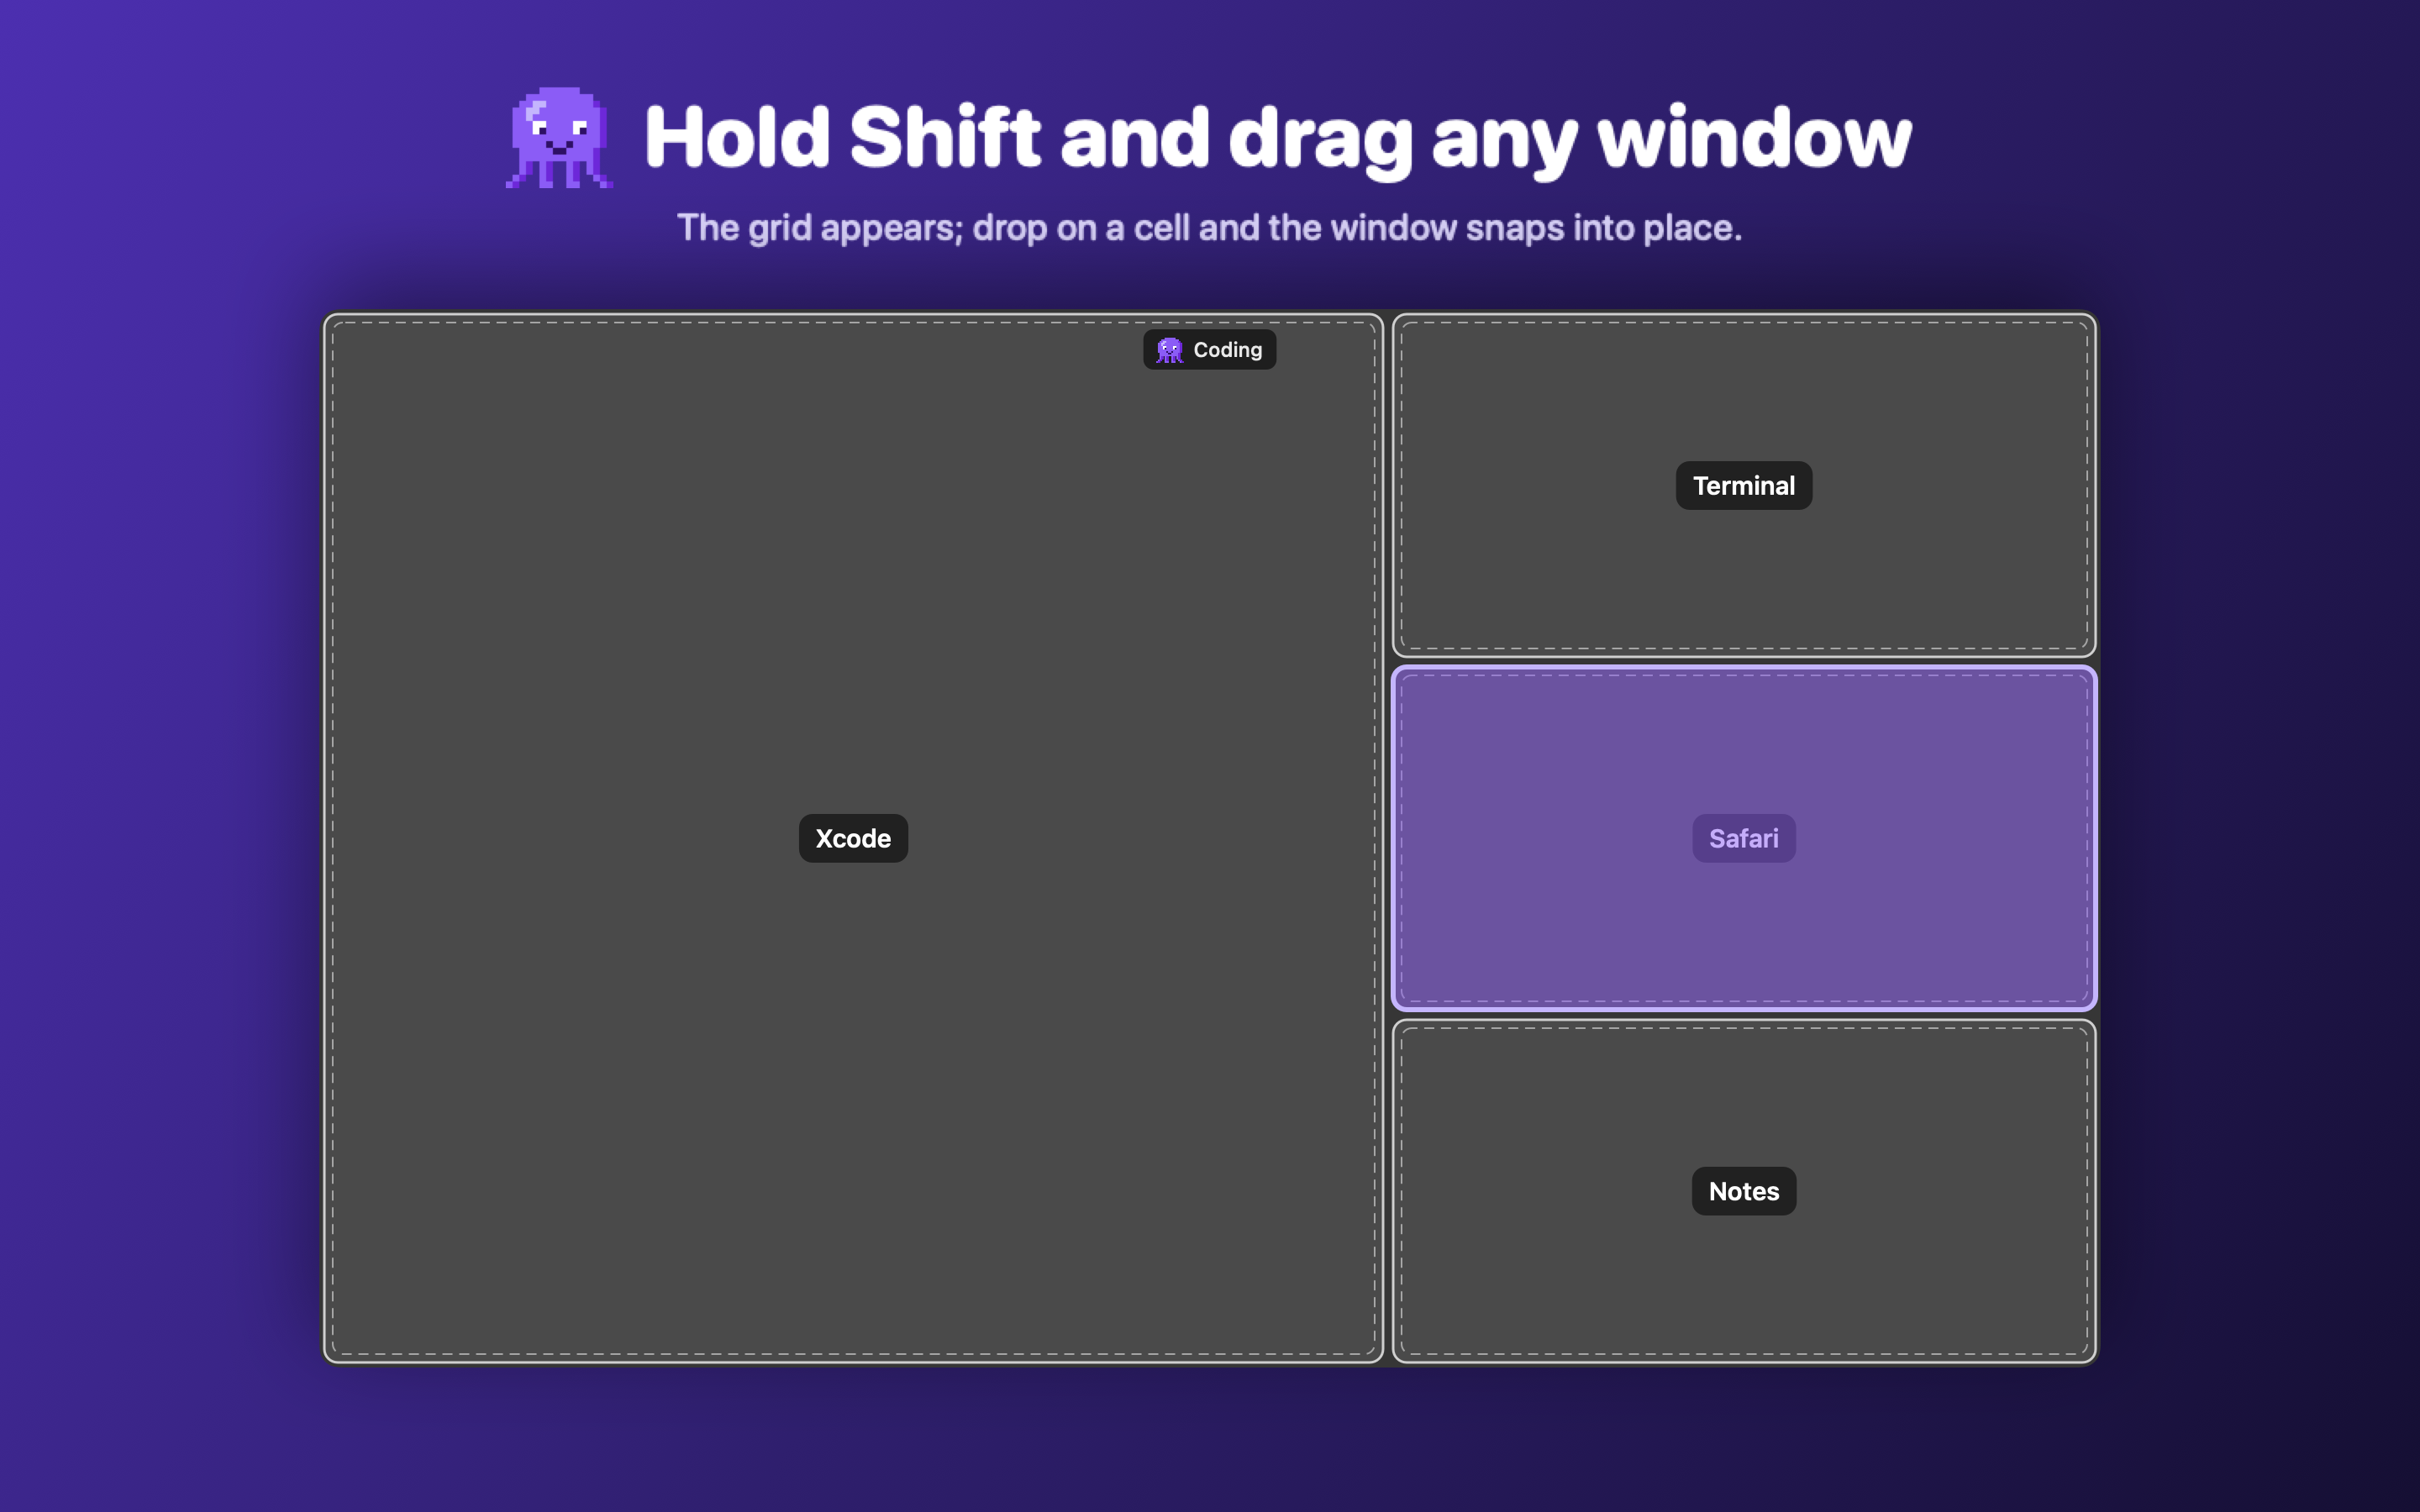 Hold Shift and drag any window
The grid appears; drop on a cell and the window snaps into place.
Coding
Terminal
Xcode
Safari
Notes